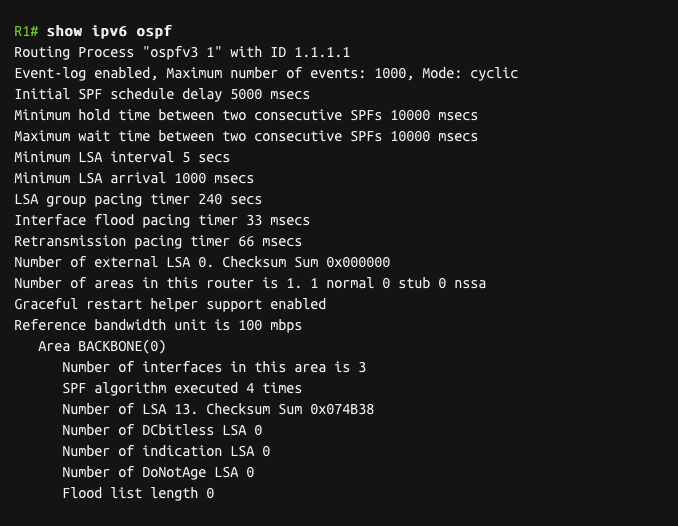 R1# show ipv6 ospf
Routing Process "ospfv3 1" with ID 1.1.1.1
Event-log enabled, Maximum number of events: 1000, Mode: cyclic
Initial SPF schedule delay 5000 msecs
Minimum hold time between two consecutive SPFs 10000 msecs
Maximum wait time between two consecutive SPFs 10000 msecs
Minimum LSA interval 5 secs
Minimum LSA arrival 1000 msecs
LSA group pacing timer 240 secs
Interface flood pacing timer 33 msecs
Retransmission pacing timer 66 msecs
Number of external LSA 0. Checksum Sum 0x000000
Number of areas in this router is 1. 1 normal 0 stub 0 nssa
Graceful restart helper support enabled
Reference bandwidth unit is 100 mbps
Area BACKBONE(0)
Number of interfaces in this area is 3
SPF algorithm executed 4 times
Number of LSA 13. Checksum Sum 0x074B38
Number of DCbitless LSA 0
Number of indication LSA 0
Number of DoNotAge LSA 0
Flood list length 0